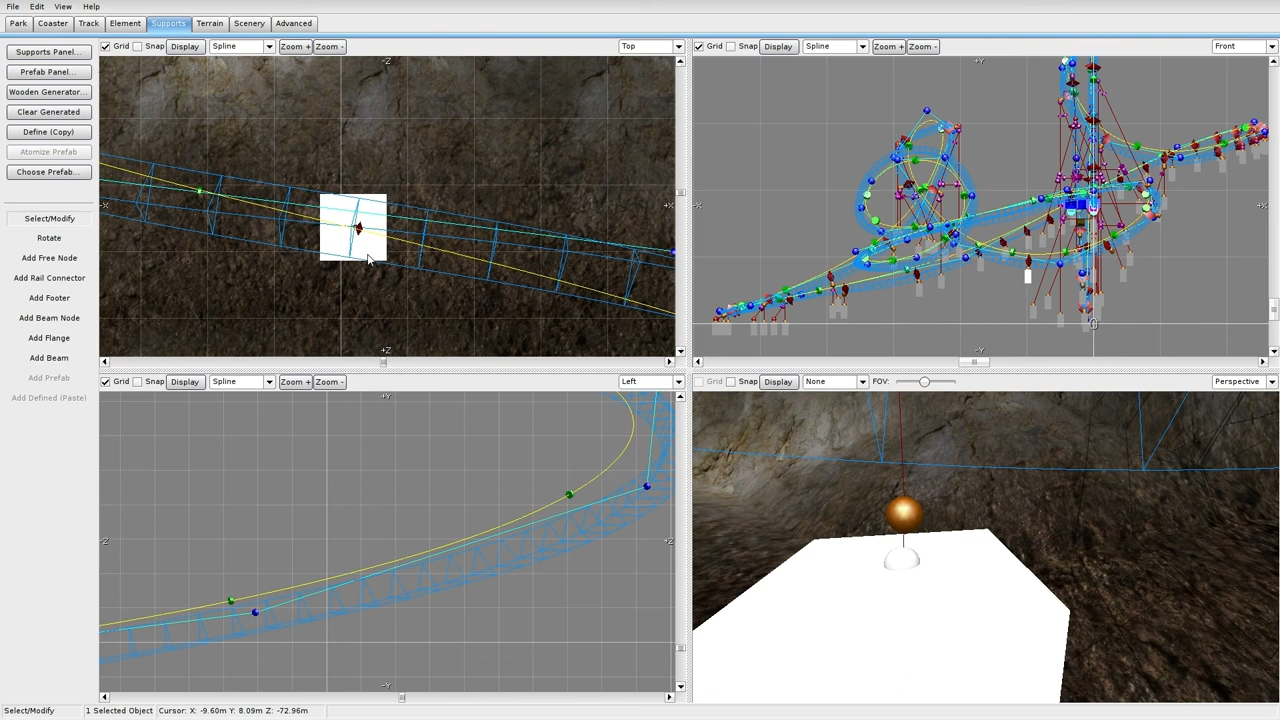 File Edit View Help
Park Coaster Track Element Supports Terrain Scenery Advanced
Supports Panel...
Prefab Panel...
Wooden Generator...
Clear Generated
Define (Copy)
Atomize Prefab
Choose Prefab...
Select/Modify
Rotate
Add Free Node
Add Rail Connector
Add Footer
Add Beam Node
Add Flange
Add Beam
Add Prefab
Add Defined (Paste)
Grid Snap Display Spline Zoom + Zoom - Top
-Z
-X +X
+Z
Grid Snap Display Spline Zoom + Zoom - Front
+Y
-X +X
-Y 0
Grid Snap Display Spline Zoom + Zoom - Left
+Y
-Z +Z
-Y
Grid Snap Display None FOV: Perspective
Select/Modify 1 Selected Object Cursor: X: -9.60m Y: 8.09m Z: -72.96m